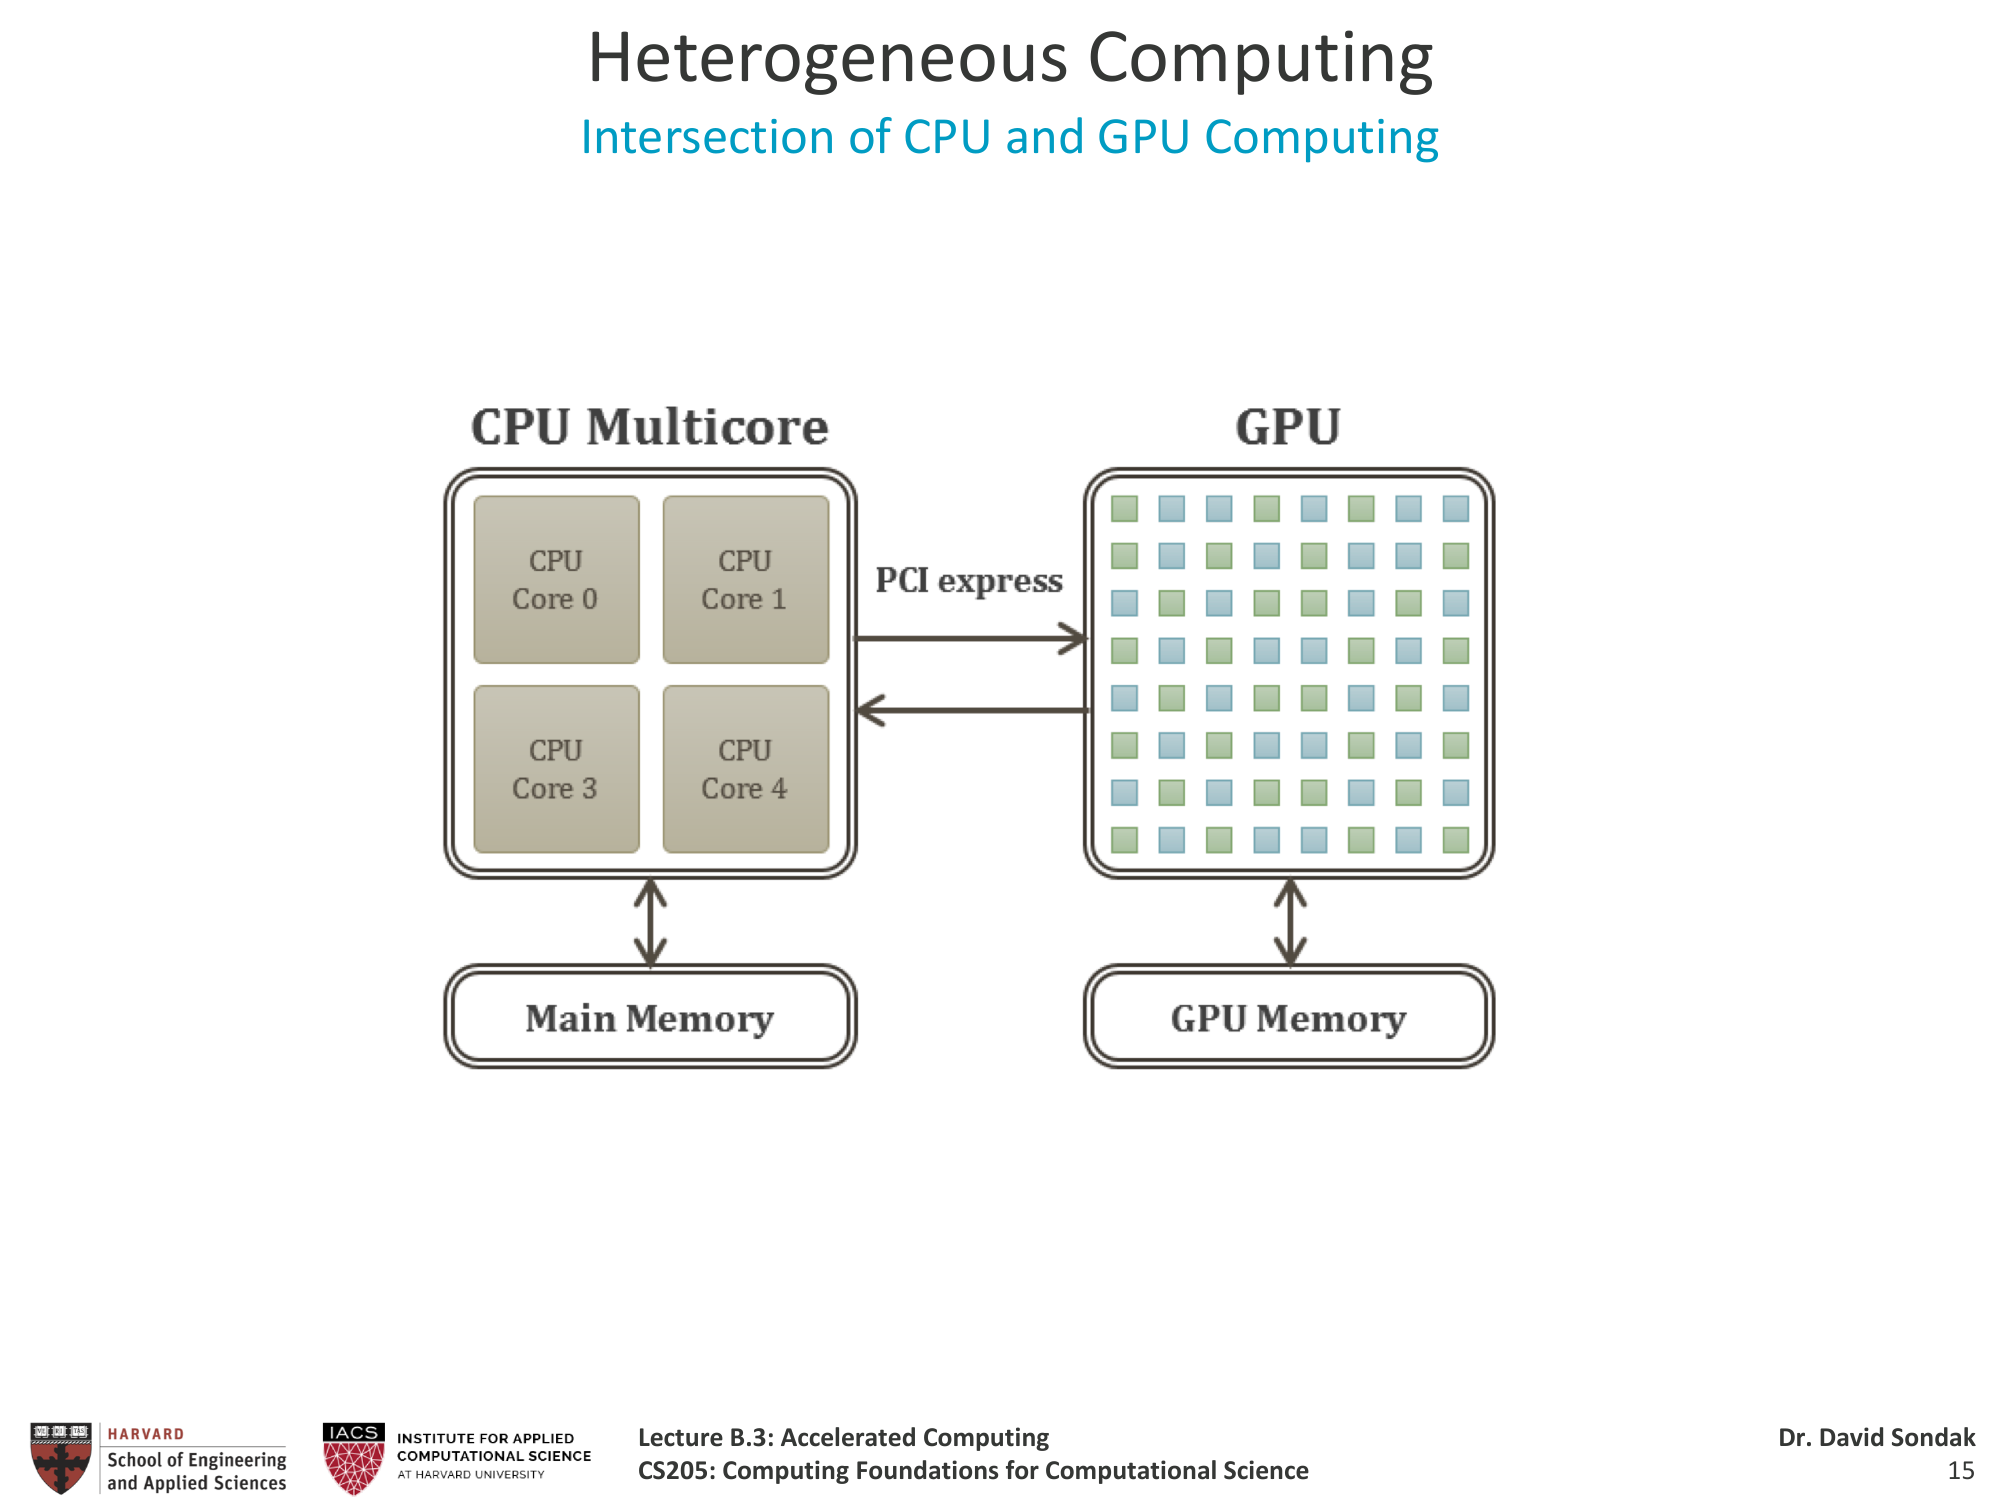 Heterogeneous Computing
Intersection of CPU and GPU Computing
CPU Multicore
GPU
CPU
Core 0
CPU
Core 1
PCI express
CPU
Core 3
CPU
Core 4
Main Memory
GPU Memory
HARVARD
School of Engineering
and Applied Sciences
IACS
INSTITUTE FOR APPLIED
COMPUTATIONAL SCIENCE
AT HARVARD UNIVERSITY
Lecture B.3: Accelerated Computing
CS205: Computing Foundations for Computational Science
Dr. David Sondak
15